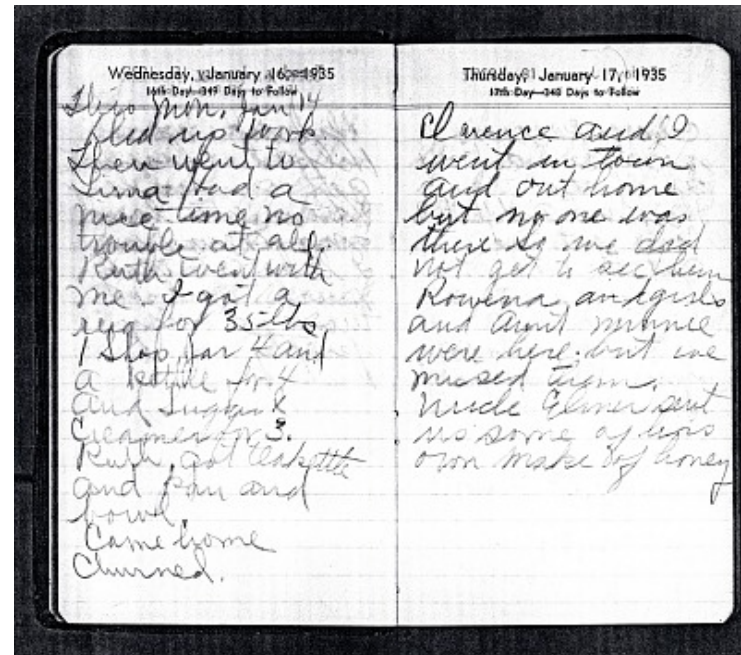 Wednesday, January 16, 1935
16th Day—349 Days to Follow
This Mon. Jan 14
up work
Then went to
Lima Had a
nice time no
trouble at all.
Ruth went with
me. I got a
rug for 35 lbs
1 for 4 and
a kettle for 4
and Sugar &
Creamer for 3.
Ruth got teakettle
and pan and
bowl.
Came home
Churned.
Thursday, January 17, 1935
17th Day—348 Days to Follow
Clarence and I
went in town
and out home
but no one was
there so we did
not get to see them
Rowena and girls
and Aunt Minnie
were here but we
missed them.
Uncle Elmer sent
us some of his
own make of honey